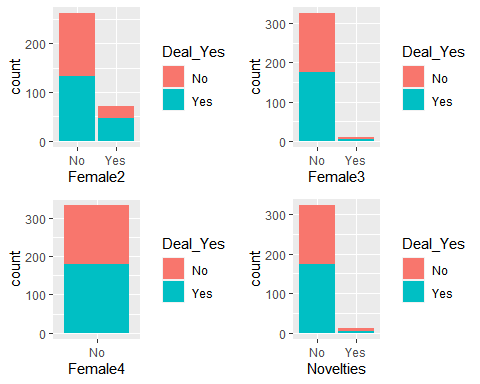 Deal_Yes
No
Yes
count
200
100
0
No Yes
Female2
Deal_Yes
No
Yes
count
300
200
100
0
No Yes
Female3
Deal_Yes
No
Yes
count
300
200
100
0
No
Female4
Deal_Yes
No
Yes
count
300
200
100
0
No Yes
Novelties